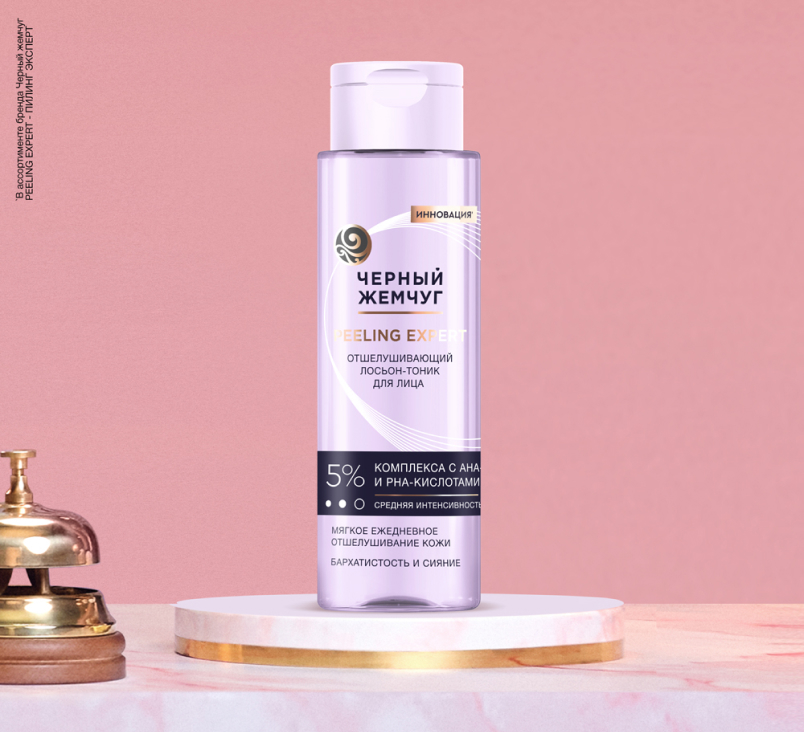 *В ассортименте бренда Черный жемчуг
PEELING EXPERT - ПИЛИНГ ЭКСПЕРТ
ИННОВАЦИЯ*
ЧЕРНЫЙ
ЖЕМЧУГ
PEELING EXPERT
ОТШЕЛУШИВАЮЩИЙ
ЛОСЬОН-ТОНИК
ДЛЯ ЛИЦА
5% КОМПЛЕКСА С AHA-
И PHA-КИСЛОТАМИ
СРЕДНЯЯ ИНТЕНСИВНОСТЬ
МЯГКОЕ ЕЖЕДНЕВНОЕ
ОТШЕЛУШИВАНИЕ КОЖИ
БАРХАТИСТОСТЬ И СИЯНИЕ